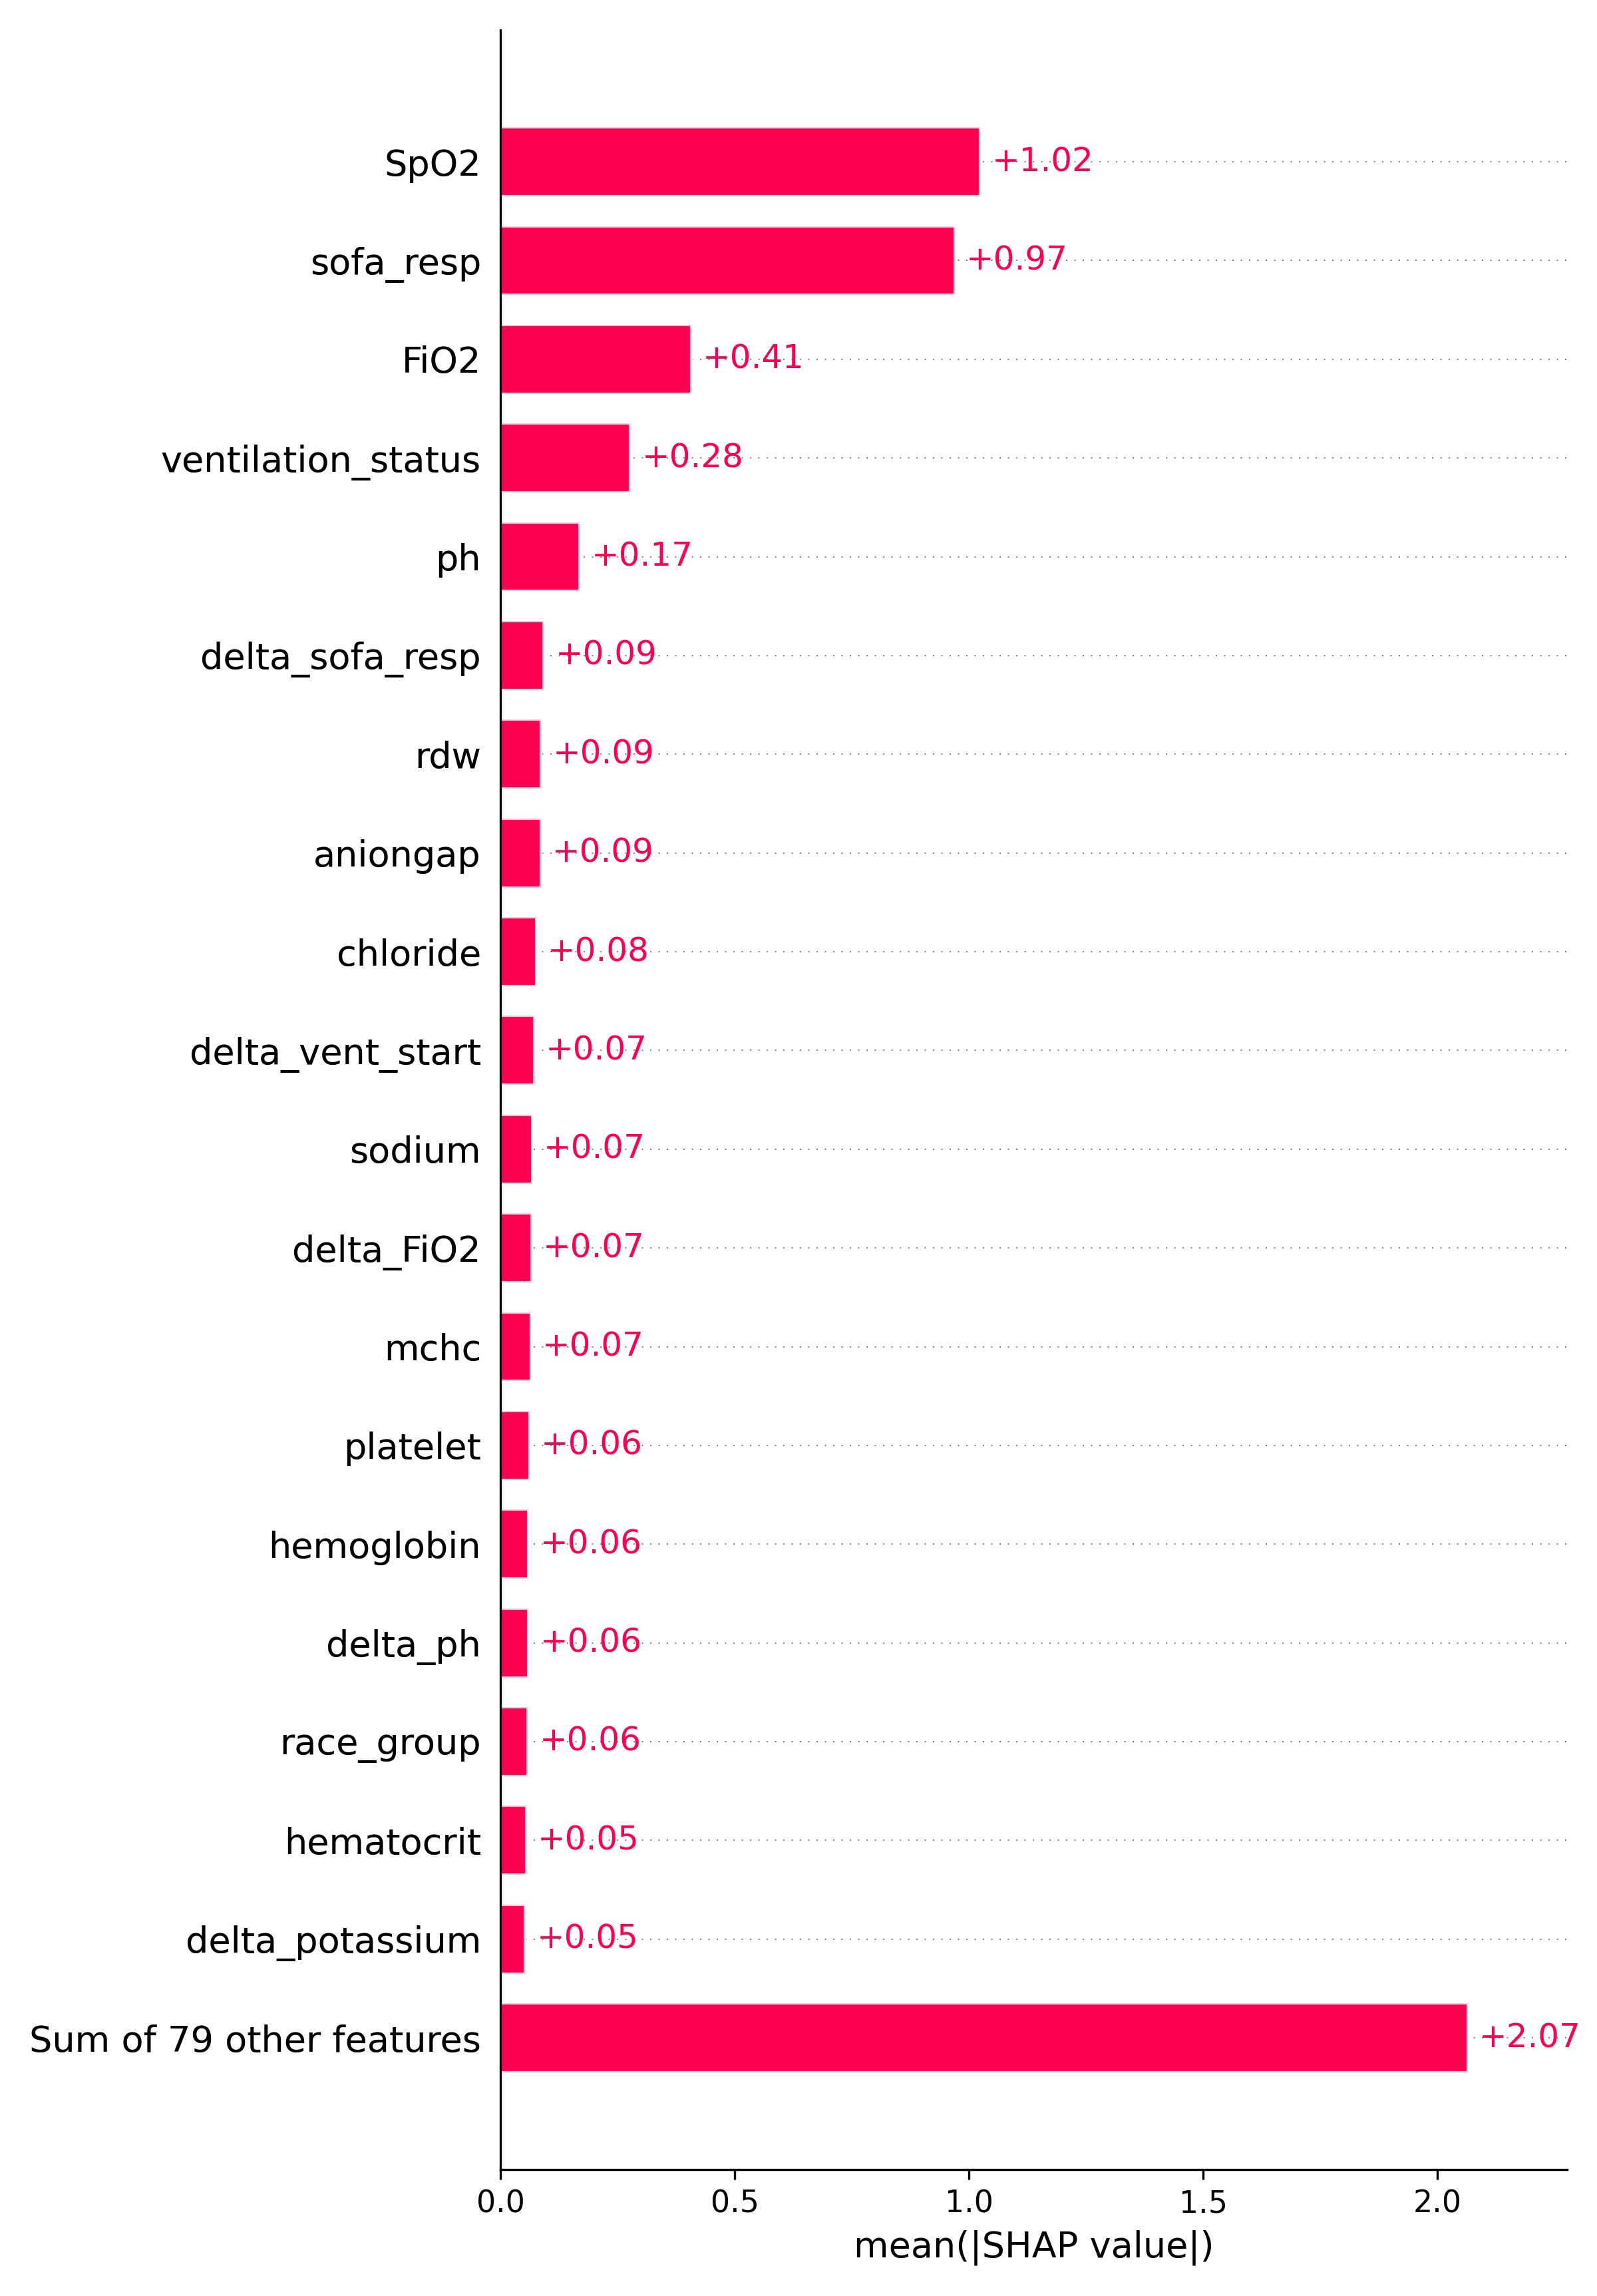 SpO2 +1.02
sofa_resp +0.97
FiO2 +0.41
ventilation_status +0.28
ph +0.17
delta_sofa_resp +0.09
rdw +0.09
aniongap +0.09
chloride +0.08
delta_vent_start +0.07
sodium +0.07
delta_FiO2 +0.07
mchc +0.07
platelet +0.06
hemoglobin +0.06
delta_ph +0.06
race_group +0.06
hematocrit +0.05
delta_potassium +0.05
Sum of 79 other features +2.07
0.0 0.5 1.0 1.5 2.0
mean(|SHAP value|)